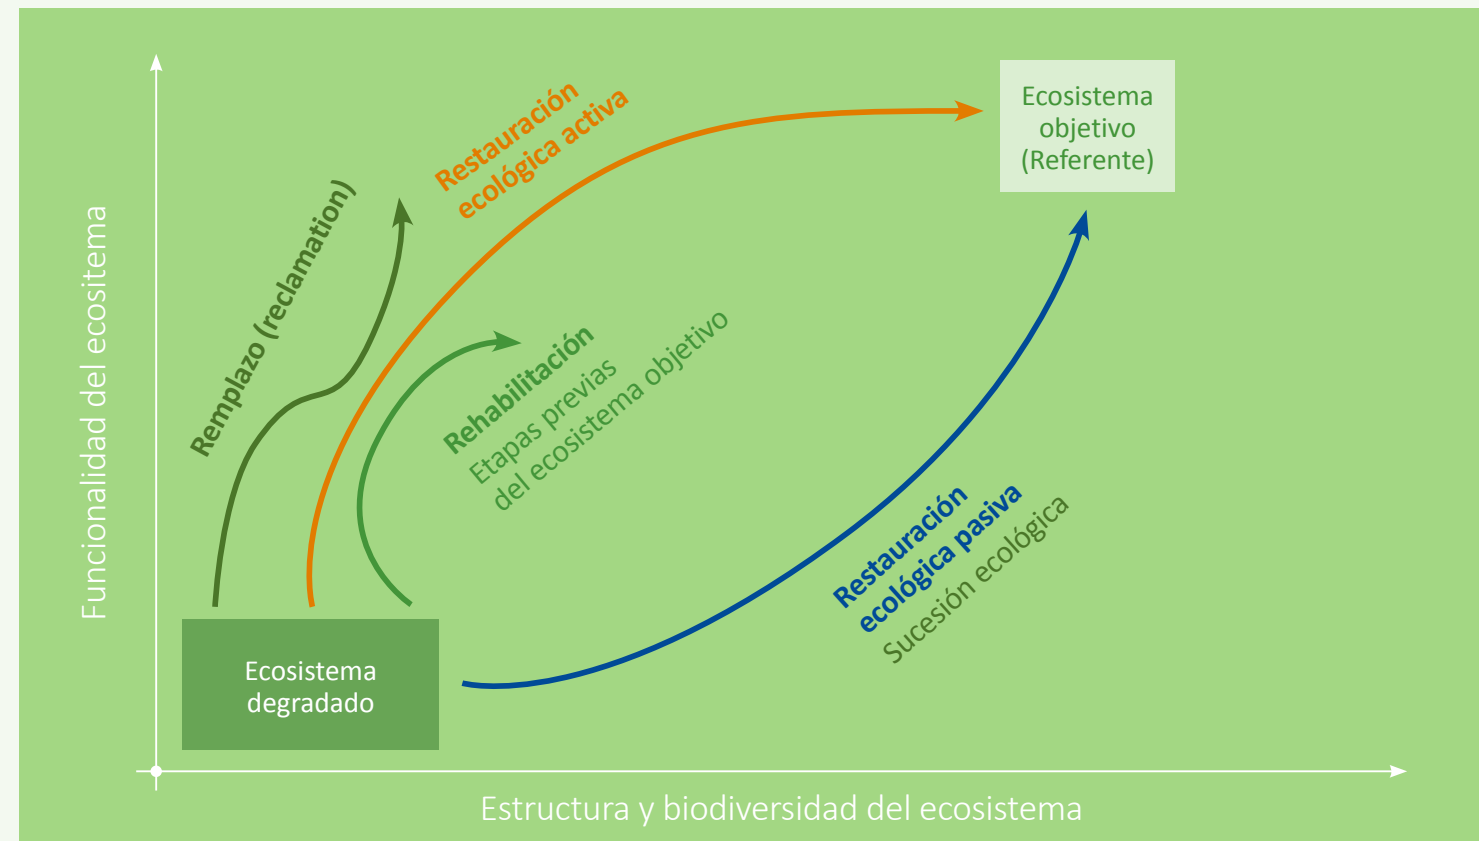 Funcionalidad del ecositema
Remplazo (reclamation)
Restauración
ecológica activa
Ecosistema
objetivo
(Referente)
Rehabilitación
Etapas previas
del ecosistema objetivo
Restauración
ecológica pasiva
Sucesión ecológica
Ecosistema
degradado
Estructura y biodiversidad del ecosistema